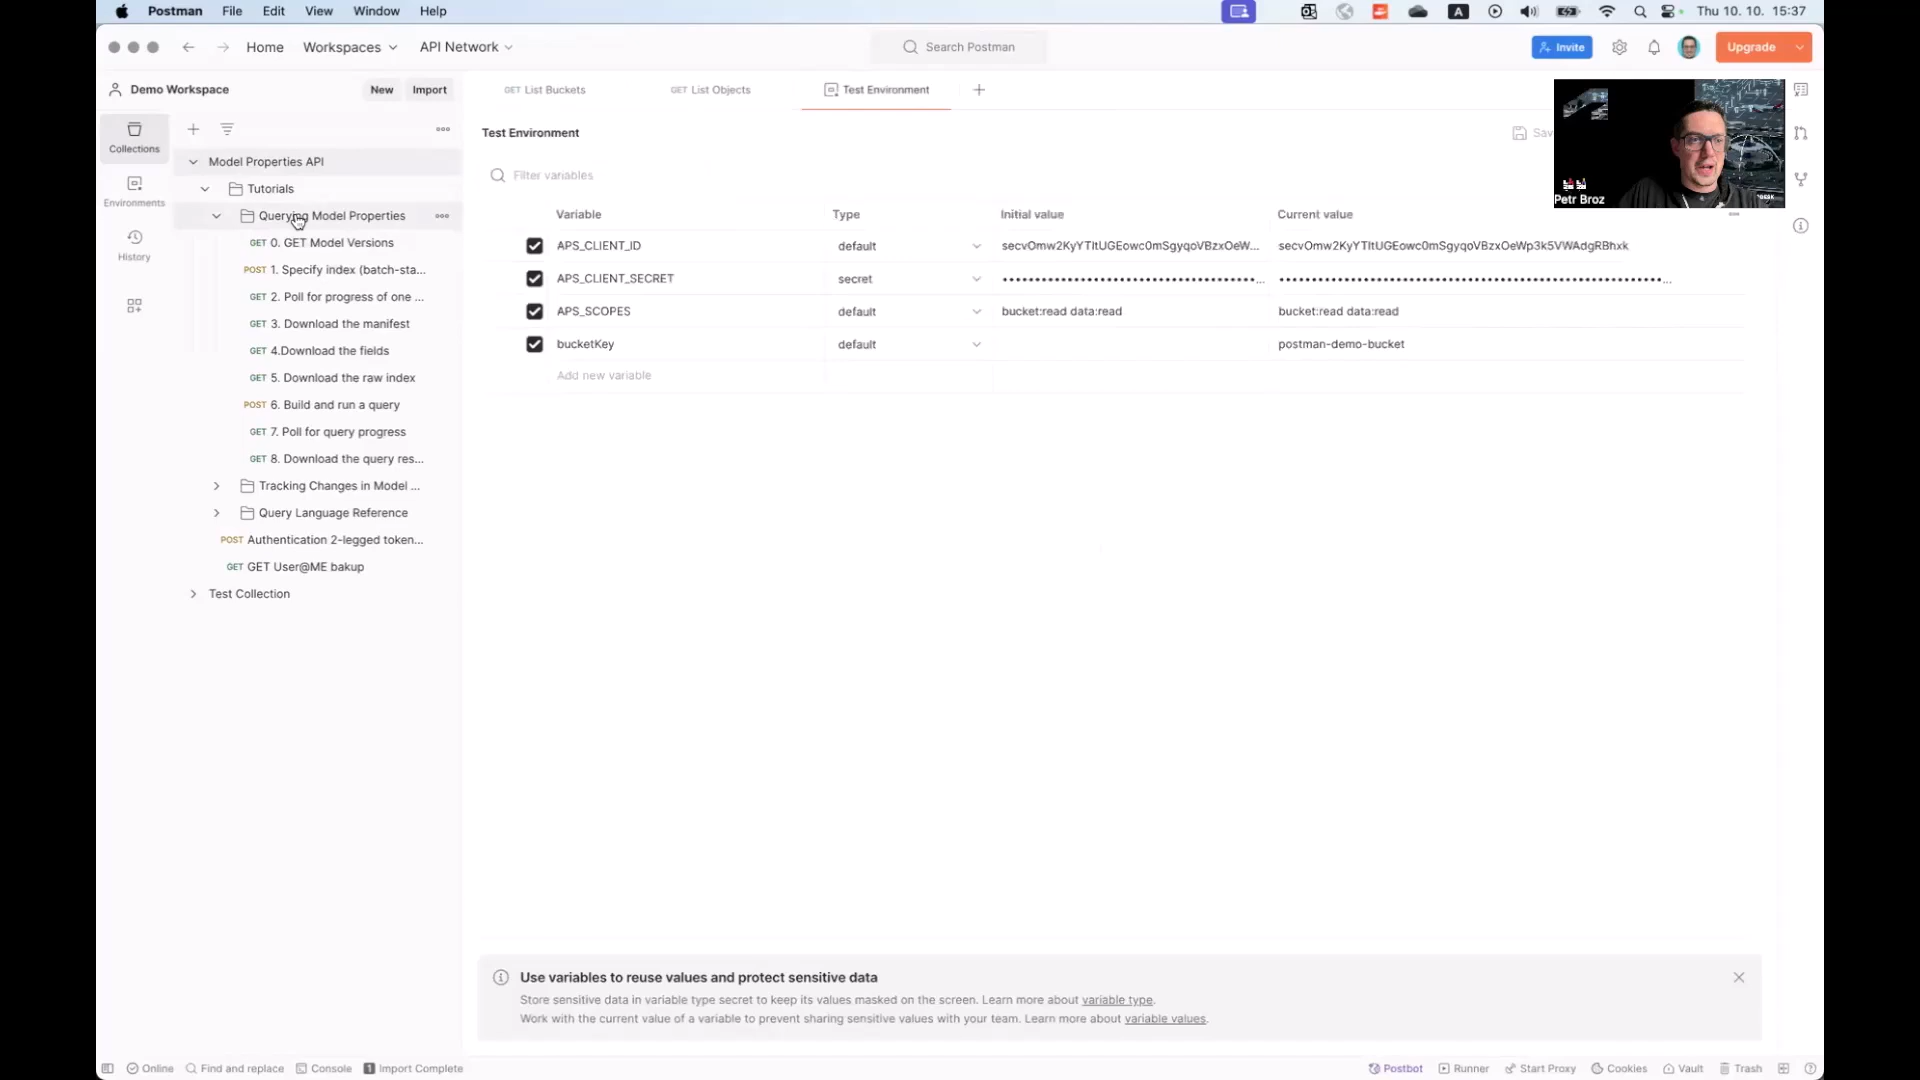 Postman File Edit View Window Help
A
Thu 10. 10. 15:37
Home Workspaces API Network
Search Postman
Invite
Upgrade
Demo Workspace
New Import
GET List Buckets
GET List Objects
Test Environment
Collections
Environments
History
Model Properties API
Tutorials
Querying Model Properties
GET 0. GET Model Versions
POST 1. Specify index (batch-sta...
GET 2. Poll for progress of one ...
GET 3. Download the manifest
GET 4.Download the fields
GET 5. Download the raw index
POST 6. Build and run a query
GET 7. Poll for query progress
GET 8. Download the query res...
Tracking Changes in Model ...
Query Language Reference
POST Authentication 2-legged token...
GET GET User@ME bakup
Test Collection
Test Environment
Sav
Petr Broz
Filter variables
Variable Type Initial value Current value
APS_CLIENT_ID default
APS_CLIENT_SECRET secret ••••••••••••••••••••••••••••••••••••... ••••••••••••••••••••••••••••••••••••••••••••••••••••••••••...
APS_SCOPES default bucket:read data:read bucket:read data:read
bucketKey default postman-demo-bucket
Add new variable
Use variables to reuse values and protect sensitive data
Store sensitive data in variable type secret to keep its values masked on the screen. Learn more about variable type.
Work with the current value of a variable to prevent sharing sensitive values with your team. Learn more about variable values.
Online Find and replace Console 1 Import Complete
Postbot Runner Start Proxy Cookies Vault Trash